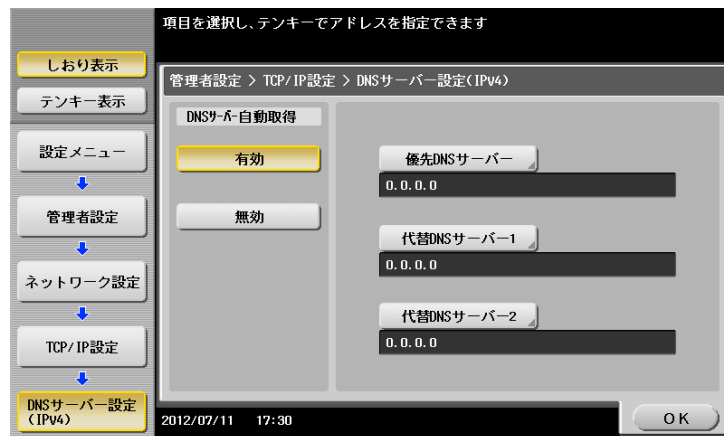 項目を選択し、テンキーでアドレスを指定できます
しおり表示
テンキー表示
設定メニュー
管理者設定
ネットワーク設定
TCP/IP設定
DNSサーバー設定
(IPv4)
管理者設定 > TCP/IP設定 > DNSサーバー設定(IPv4)
DNSサーバー自動取得
有効
無効
優先DNSサーバー
0.0.0.0
代替DNSサーバー1
0.0.0.0
代替DNSサーバー2
0.0.0.0
2012/07/11 17:30
OK